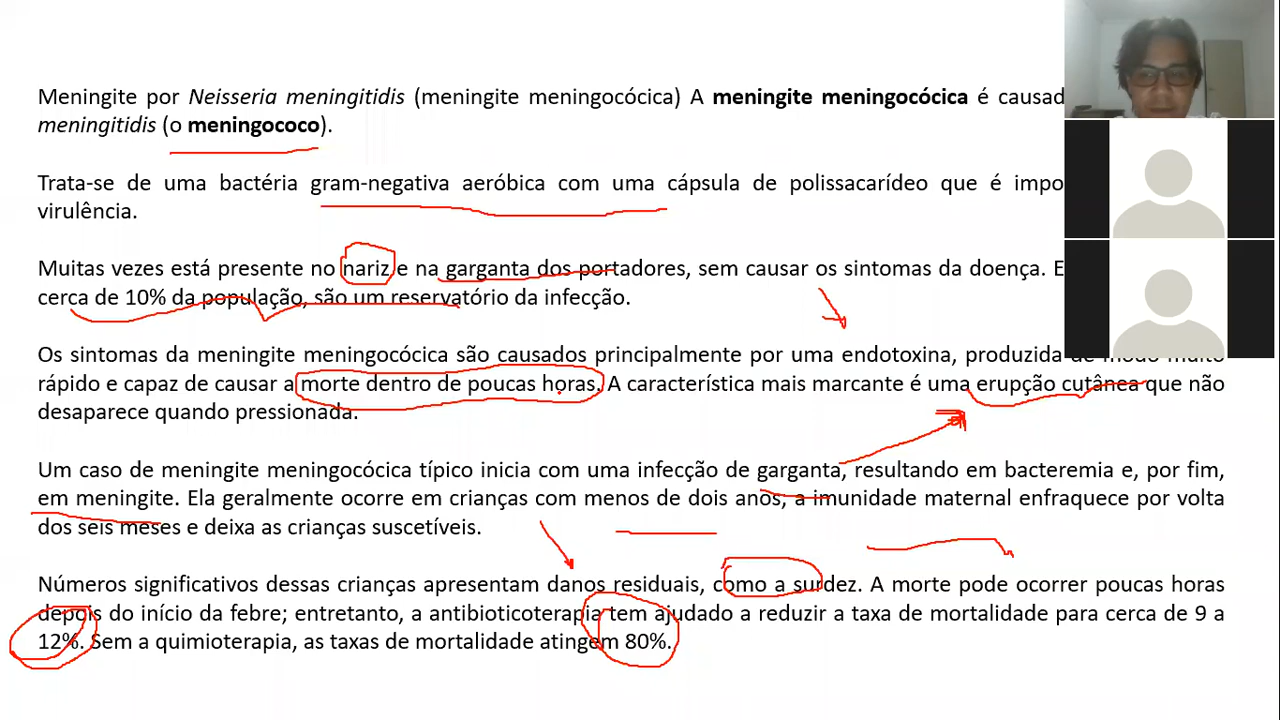 Meningite por Neisseria meningitidis (meningite meningocócica) A meningite meningocócica é causad
meningitidis (o meningococo).
Trata-se de uma bactéria gram-negativa aeróbica com uma cápsula de polissacarídeo que é impo
virulência.
Muitas vezes está presente no nariz e na garganta dos portadores, sem causar os sintomas da doença. E
cerca de 10% da população, são um reservatório da infecção.
Os sintomas da meningite meningocócica são causados principalmente por uma endotoxina, produzida de modo muito
rápido e capaz de causar a morte dentro de poucas horas. A característica mais marcante é uma erupção cutânea que não
desaparece quando pressionada.
Um caso de meningite meningocócica típico inicia com uma infecção de garganta, resultando em bacteremia e, por fim,
em meningite. Ela geralmente ocorre em crianças com menos de dois anos; a imunidade maternal enfraquece por volta
dos seis meses e deixa as crianças suscetíveis.
Números significativos dessas crianças apresentam danos residuais, como a surdez. A morte pode ocorrer poucas horas
depois do início da febre; entretanto, a antibioticoterapia tem ajudado a reduzir a taxa de mortalidade para cerca de 9 a
12%. Sem a quimioterapia, as taxas de mortalidade atingem 80%.